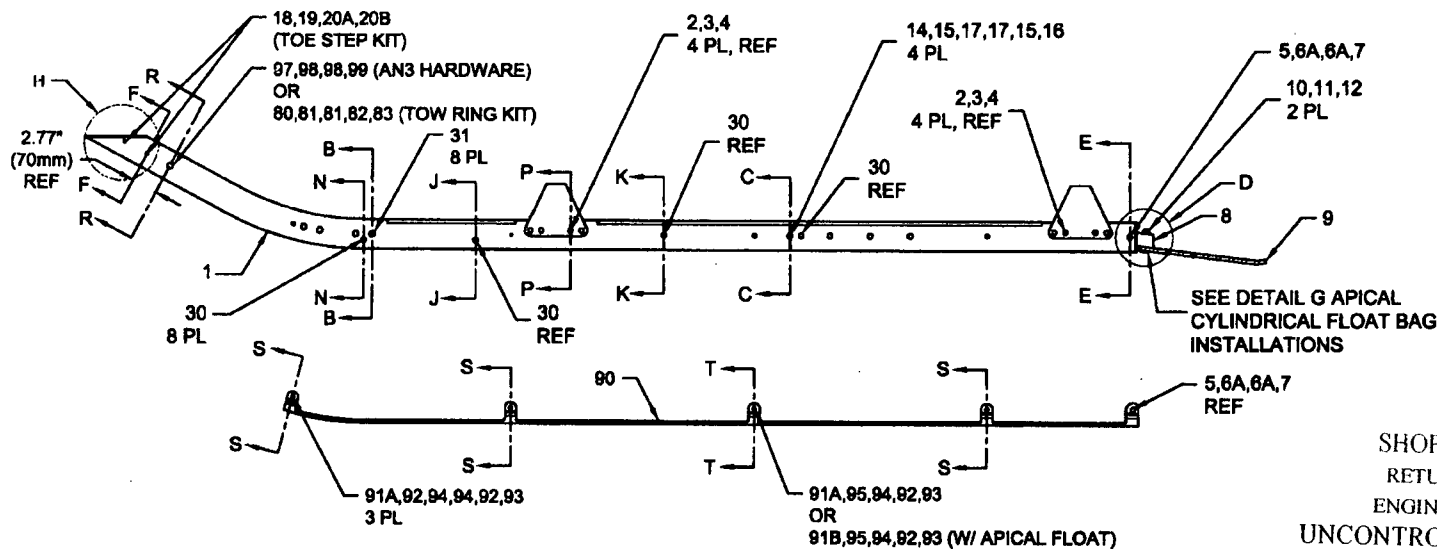 18,19,20A,20B
(TOE STEP KIT)
97,98,98,99 (AN3 HARDWARE)
OR
80,81,81,82,83 (TOW RING KIT)
2,3,4
4 PL, REF
14,15,17,17,15,16
4 PL
5,6A,6A,7
10,11,12
2 PL
H
R
F
2.77"
(70mm)
REF
F
R
31
8 PL
B
N
J
P
30
REF
K
C
30
REF
2,3,4
4 PL, REF
E
D
8
9
1
30
8 PL
N
B
J
30
REF
P
K
C
E
SEE DETAIL G APICAL
CYLINDRICAL FLOAT BAG
INSTALLATIONS
S
S
90
T
S
5,6A,6A,7
REF
S
S
T
S
91A,92,94,94,92,93
3 PL
91A,95,94,92,93
OR
91B,95,94,92,93 (W/ APICAL FLOAT)
SHOP
RETU
ENGIN
UNCONTRO